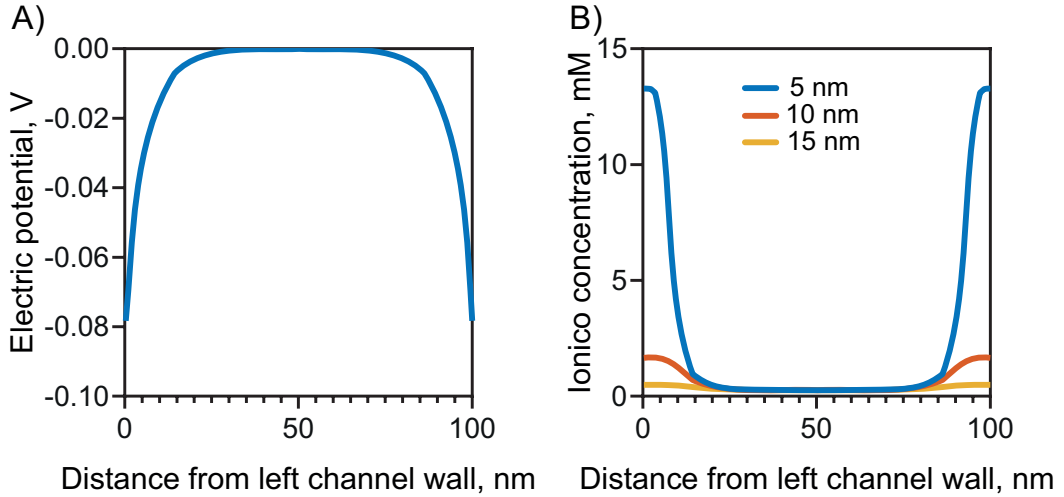 A)
Electric potential, V
0.00
-0.02
-0.04
-0.06
-0.08
-0.10
0
50
100
Distance from left channel wall, nm
B)
Ionico concentration, mM
15
10
5
0
5 nm
10 nm
15 nm
0
50
100
Distance from left channel wall, nm